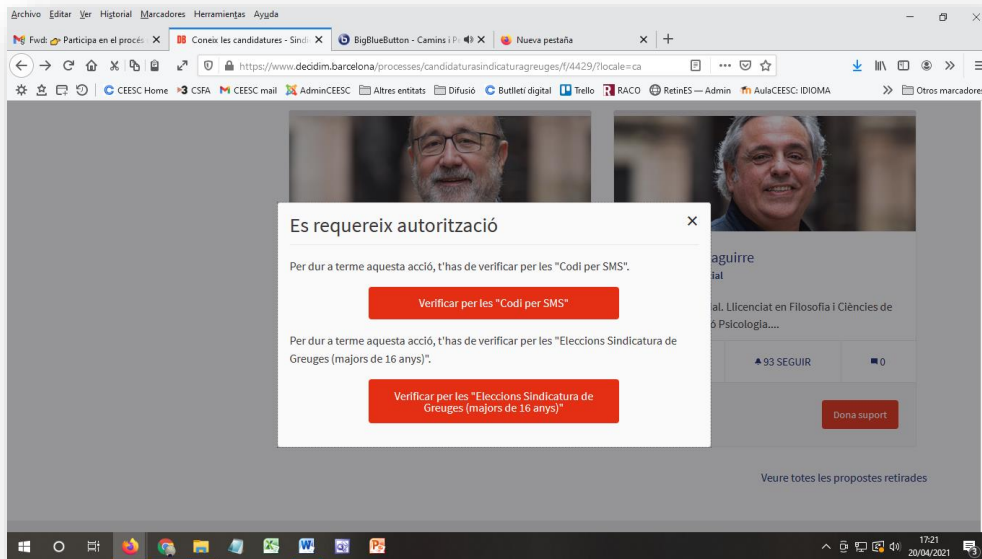 Archivo Editar Ver Historial Marcadores Herramientas Ayuda
Fwd: 👉 Participa en el procés
Coneix les candidatures - Sindi
BigBlueButton - Camins i P
Nueva pestaña
https://www.decidim.barcelona/processes/candidaturasindicaturagreuges/f/4429/?locale=ca
CEESC Home CSFA CEESC mail AdminCEESC Altres entitats Difusió Butlletí digital Trello RACO RetinES — Admin AulaCEESC: IDIOMA Otros marcadores
Es requereix autorització
Per dur a terme aquesta acció, t'has de verificar per les "Codi per SMS".
Verificar per les "Codi per SMS"
Per dur a terme aquesta acció, t'has de verificar per les "Eleccions Sindicatura de
Greuges (majors de 16 anys)".
Verificar per les "Eleccions Sindicatura de
Greuges (majors de 16 anys)"
aguirre
ial
al. Llicenciat en Filosofia i Ciències de
ó Psicologia....
93 SEGUIR 0
Dona suport
Veure totes les propostes retirades
17:21
20/04/2021
3